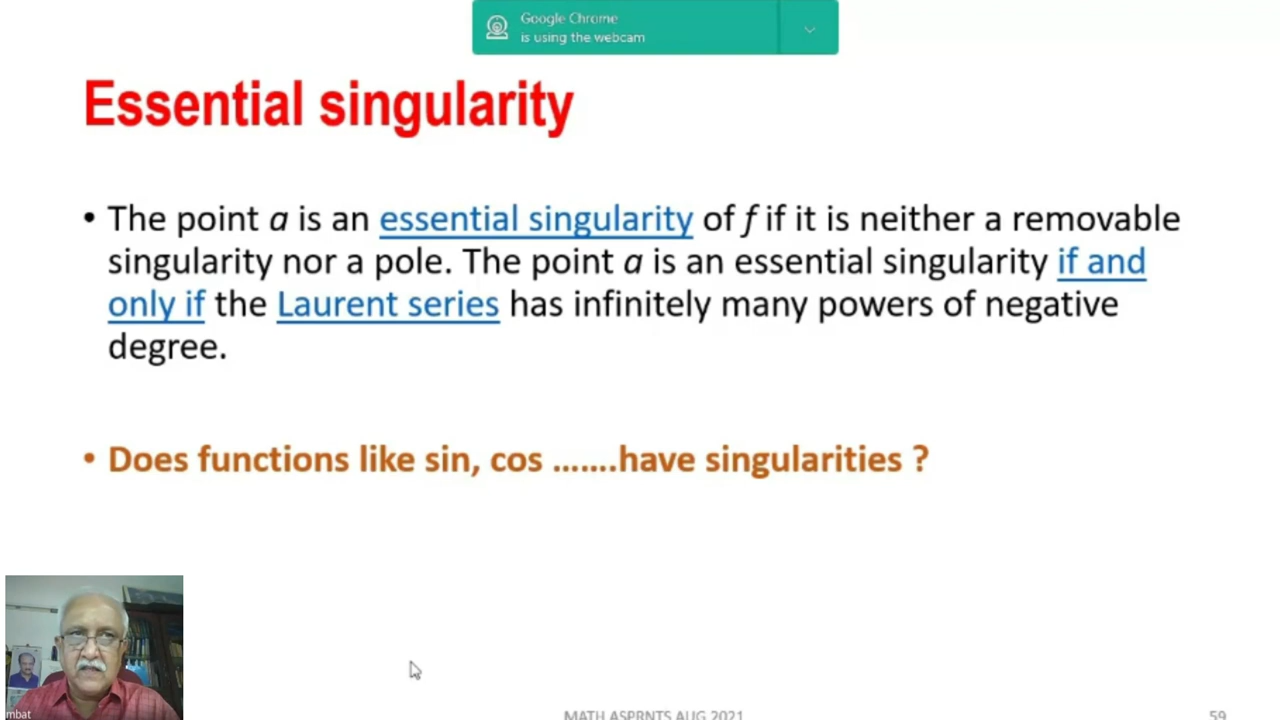 Google Chrome
is using the webcam
Essential singularity
• The point a is an essential singularity of f if it is neither a removable
singularity nor a pole. The point a is an essential singularity if and
only if the Laurent series has infinitely many powers of negative
degree.
• Does functions like sin, cos …….have singularities ?
mbat
MATH ASPRNTS AUG 2021
59